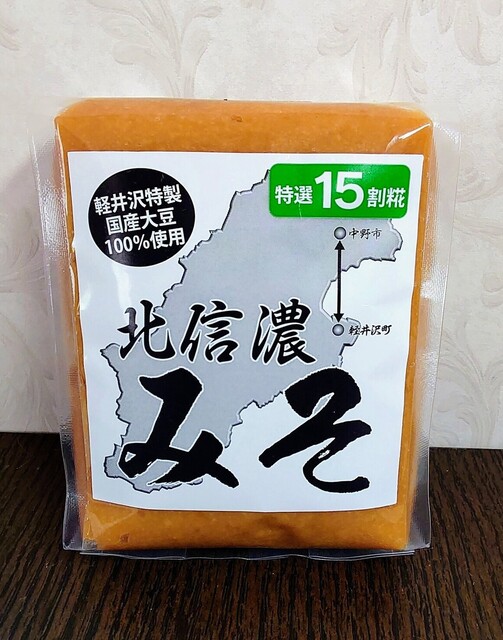 軽井沢特製
国産大豆
100%使用
特選15割糀
中野市
軽井沢町
北信濃
みそ